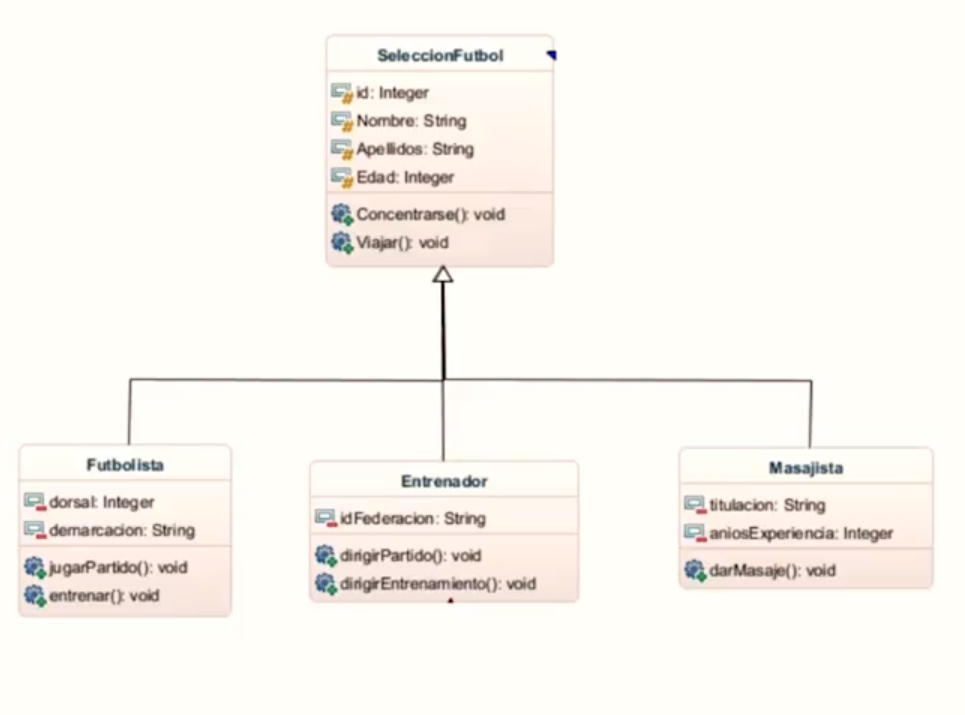 SeleccionFutbol
id: Integer
Nombre: String
Apellidos: String
Edad: Integer
Concentrarse(): void
Viajar(): void
Futbolista
dorsal: Integer
demarcacion: String
jugarPartido(): void
entrenar(): void
Entrenador
idFederacion: String
dirigirPartido(): void
dirigirEntrenamiento(): void
Masajista
titulacion: String
aniosExperiencia: Integer
darMasaje(): void